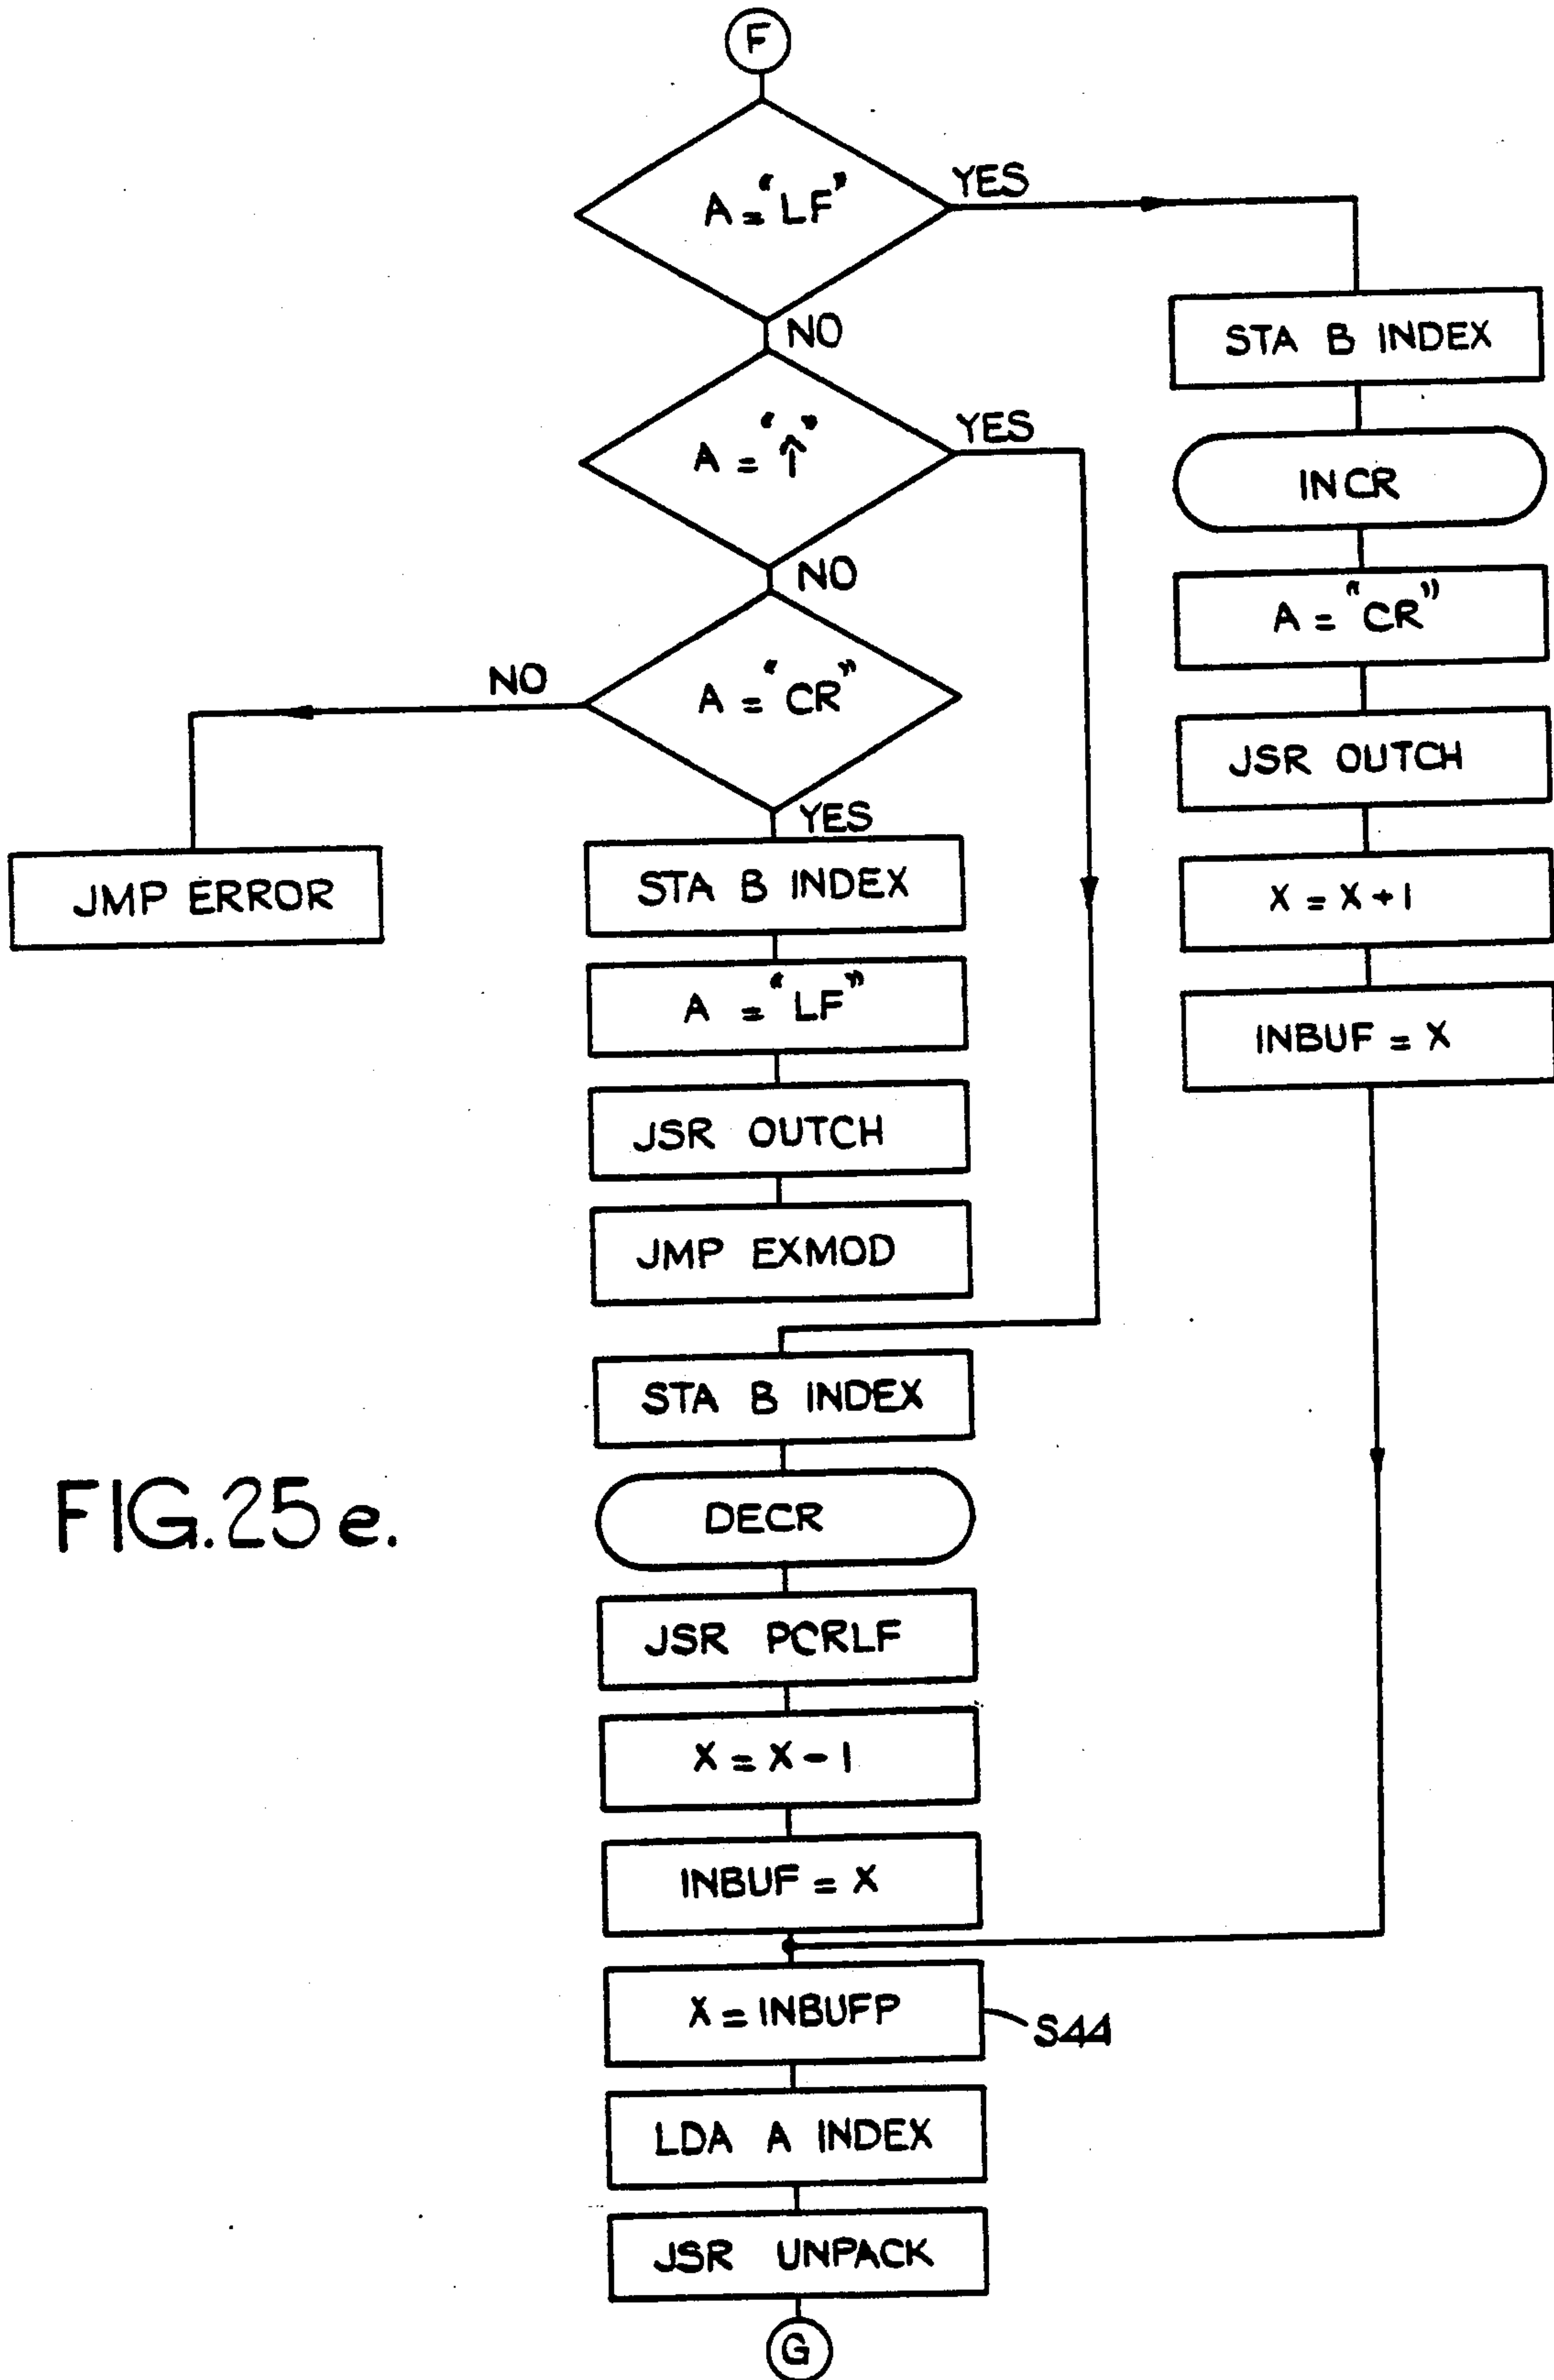 F
A = "LF"
YES
NO
STA B INDEX
A = "↑"
YES
INCR
NO
A = "CR"
A = "CR"
NO
JSR OUTCH
YES
JMP ERROR
STA B INDEX
X = X + 1
A = "LF"
INBUF = X
JSR OUTCH
JMP EXMOD
STA B INDEX
DECR
FIG. 25 e.
JSR PCRLF
X = X - 1
INBUF = X
X = INBUFP
S44
LDA A INDEX
JSR UNPACK
G